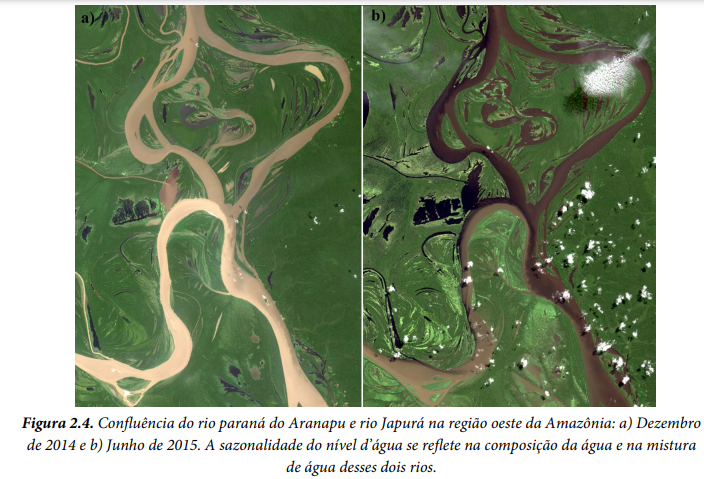 a)
b)
Figura 2.4. Confluência do rio paraná do Aranapu e rio Japurá na região oeste da Amazônia: a) Dezembro
de 2014 e b) Junho de 2015. A sazonalidade do nível d'água se reflete na composição da água e na mistura
de água desses dois rios.